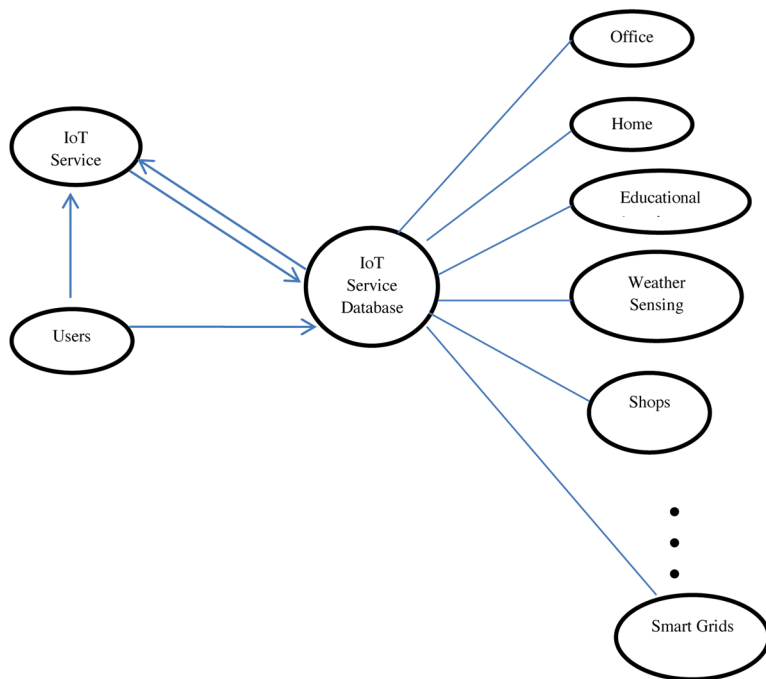 Office
IoT
Service
Home
Educational
IoT
Service
Database
Weather
Sensing
Users
Shops
Smart Grids